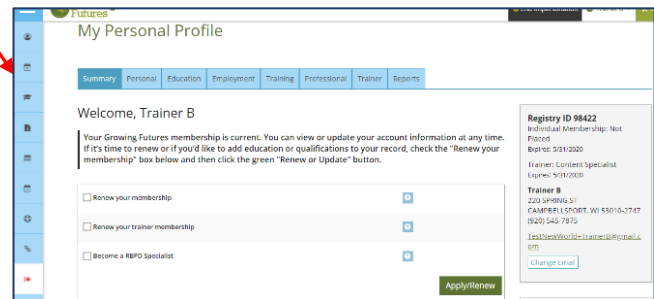 Futures
My Personal Profile
Summary Personal Education Employment Training Professional Trainer Reports
Welcome, Trainer B
Your Growing Futures membership is current. You can view or update your account information at any time.
If it's time to renew or if you'd like to add education or qualifications to your record, check the "Renew your
membership" box below and then click the green "Renew or Update" button.
Renew your membership
Renew your trainer membership
Become a RBPD Specialist
Apply/Renew
Registry ID 98422
Individual Membership: Not
Placed
Expires: 5/31/2020
Trainer: Content Specialist
Expires: 5/31/2020
Trainer B
220 SPRING ST
CAMPBELLSPORT, WI 53010-2747
(920) 545-7875
TestNewWorld+TrainerB@gmail.c
om
Change Email